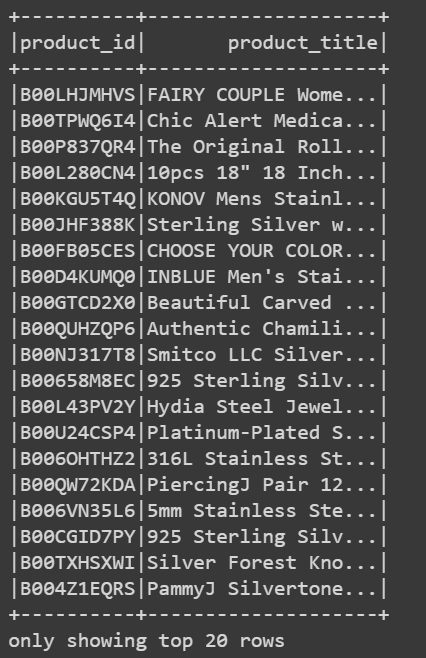 +----------+--------------------+
|product_id|       product_title|
+----------+--------------------+
|B00LHJMHVS|FAIRY COUPLE Wome...|
|B00TPWQ6I4|Chic Alert Medica...|
|B00P837QR4|The Original Roll...|
|B00L280CN4|10pcs 18" 18 Inch...|
|B00KGU5T4Q|KONOV Mens Stainl...|
|B00JHF388K|Sterling Silver w...|
|B00FB05CES|CHOOSE YOUR COLOR...|
|B00D4KUMQ0|INBLUE Men's Stai...|
|B00GTCD2X0|Beautiful Carved ...|
|B00QUHZQP6|Authentic Chamili...|
|B00NJ317T8|Smitco LLC Silver...|
|B00658M8EC|925 Sterling Silv...|
|B00L43PV2Y|Hydia Steel Jewel...|
|B00U24CSP4|Platinum-Plated S...|
|B006OHTHZ2|316L Stainless St...|
|B00QW72KDA|PiercingJ Pair 12...|
|B006VN35L6|5mm Stainless Ste...|
|B00CGID7PY|925 Sterling Silv...|
|B00TXHSXWI|Silver Forest Kno...|
|B004Z1EQRS|PammyJ Silvertone...|
+----------+--------------------+
only showing top 20 rows